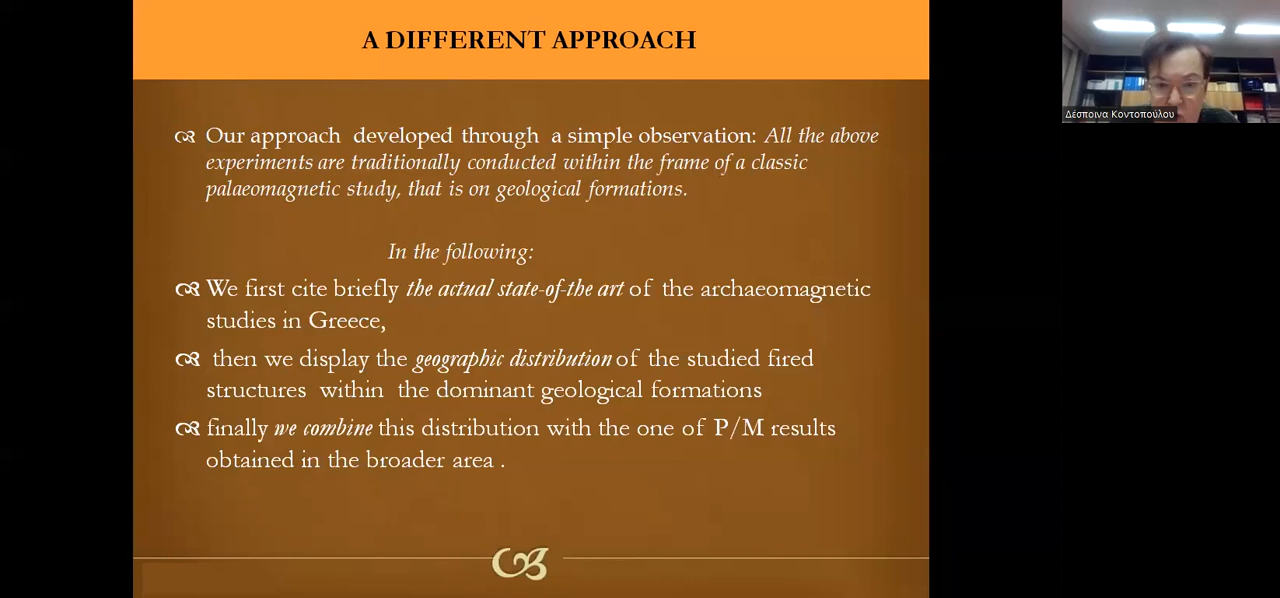 A DIFFERENT APPROACH
Our approach developed through a simple observation: All the above
experiments are traditionally conducted within the frame of a classic
palaeomagnetic study, that is on geological formations.
In the following:
We first cite briefly the actual state-of-the art of the archaeomagnetic
studies in Greece,
then we display the geographic distribution of the studied fired
structures within the dominant geological formations
finally we combine this distribution with the one of P/M results
obtained in the broader area .
Δέσποινα Κοντοπούλου